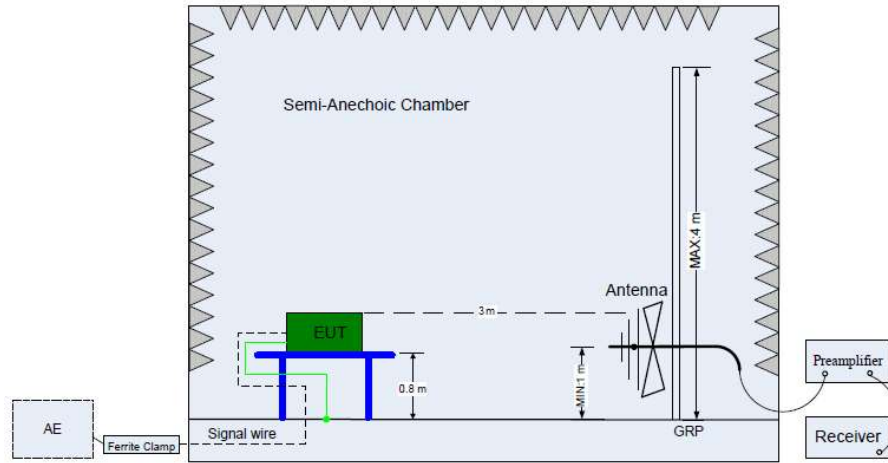 Semi-Anechoic Chamber
MAX:4 m
Antenna
3 m
EUT
Preamplifier
0.8 m
MIN:1 m
AE
Signal wire
GRP
Receiver
Ferrite Clamp